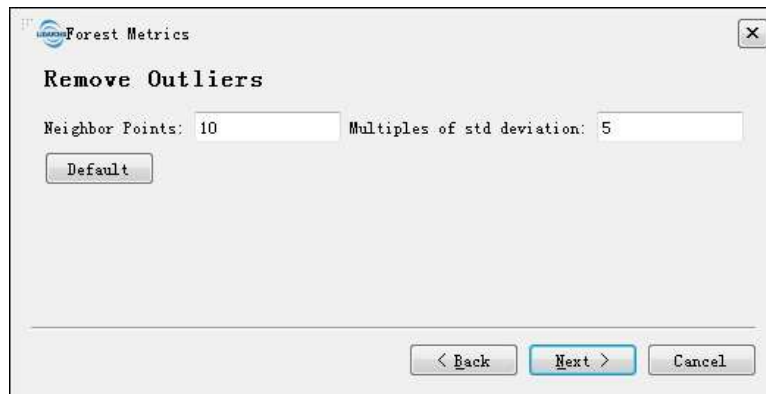 Forest Metrics
Remove Outliers
Neighbor Points: 10 Multiples of std deviation: 5
Default
< Back Next > Cancel